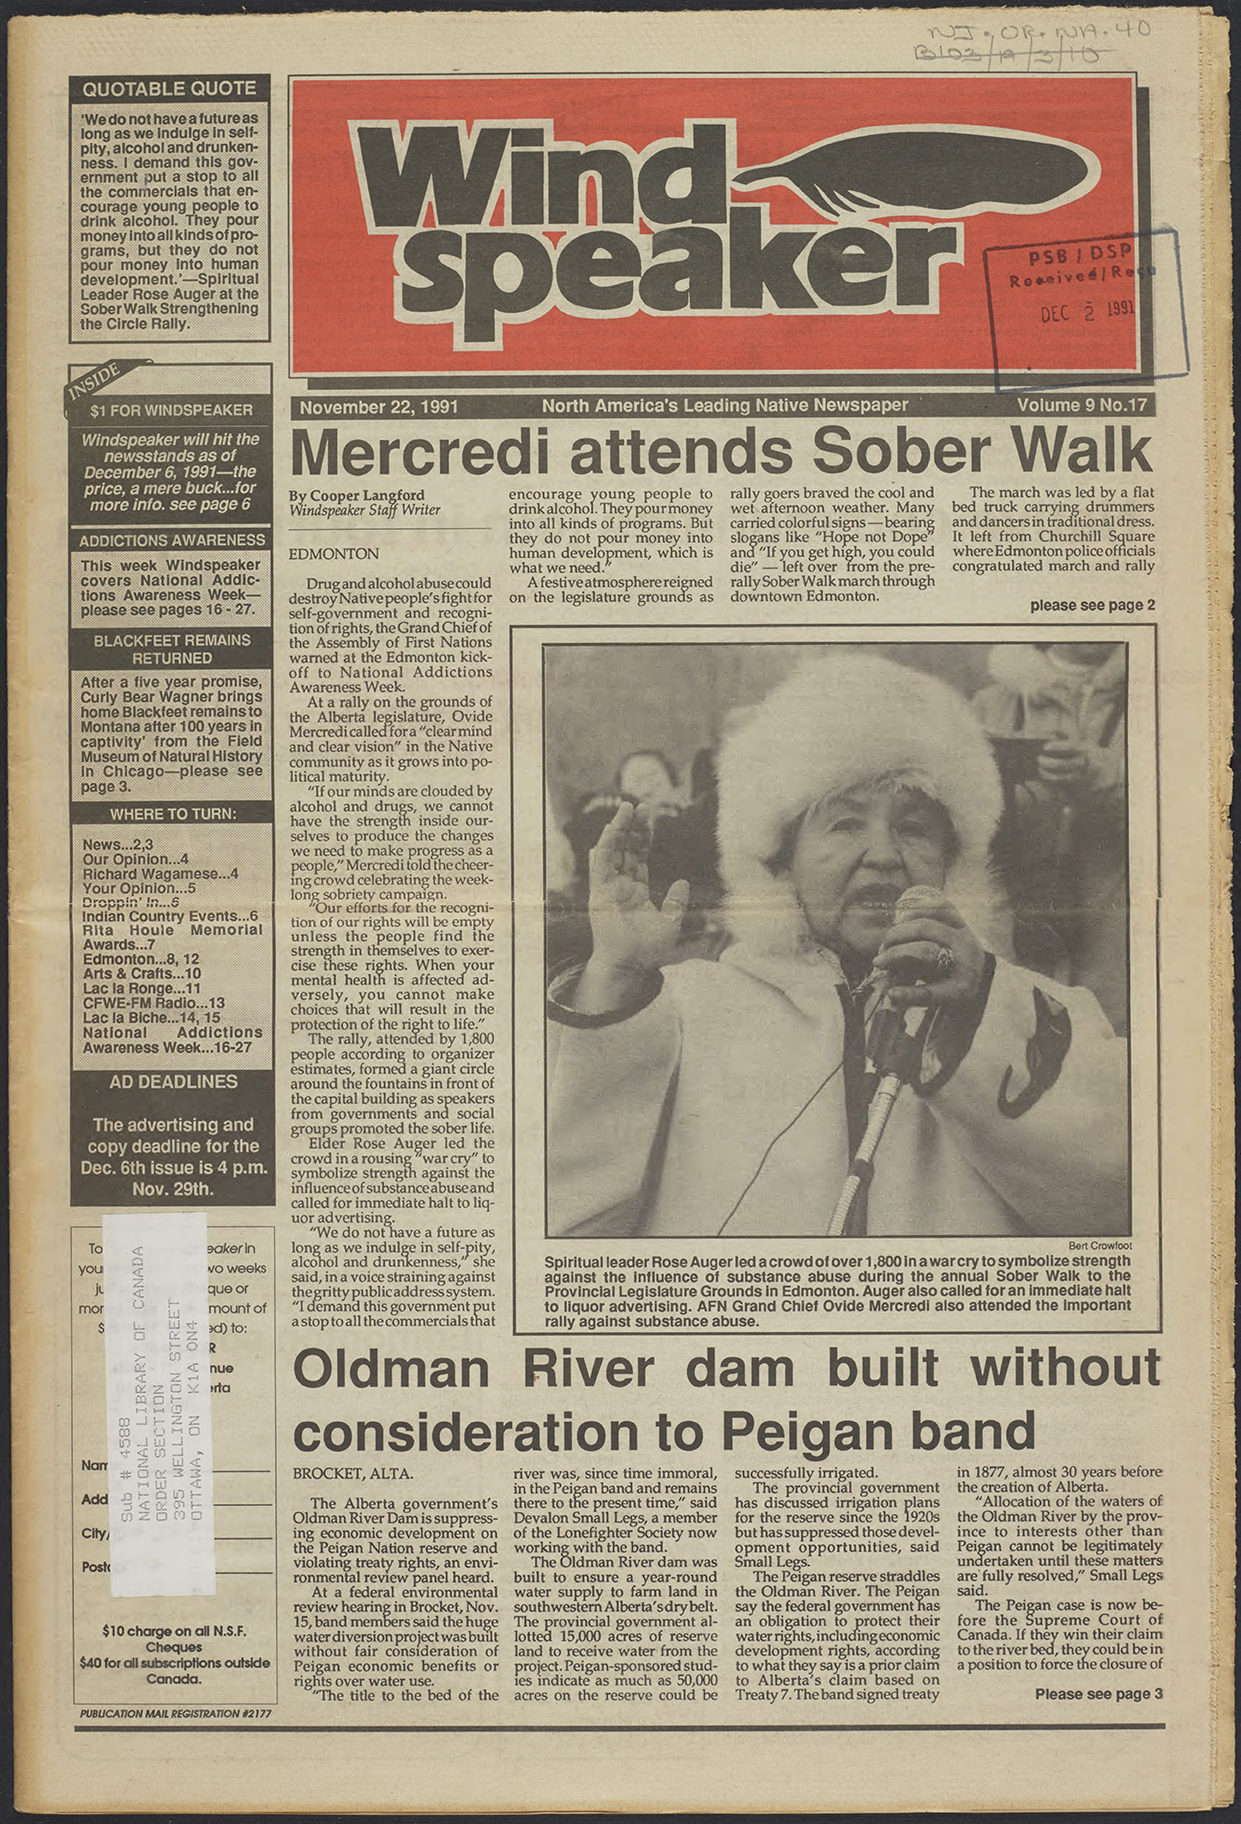 NJ.OR.NA.40
B103/A/3/10
QUOTABLE QUOTE
'We do not have a future as
long as we indulge in self-
pity, alcohol and drunken-
ness. I demand this gov-
ernment put a stop to all
the commercials that en-
courage young people to
drink alcohol. They pour
money into all kinds of pro-
grams, but they do not
pour money into human
development.'—Spiritual
Leader Rose Auger at the
Sober Walk Strengthening
the Circle Rally.
INSIDE
$1 FOR WINDSPEAKER
Windspeaker will hit the
newsstands as of
December 6, 1991—the
price, a mere buck...for
more info. see page 6
ADDICTIONS AWARENESS
This week Windspeaker
covers National Addic-
tions Awareness Week—
please see pages 16 - 27.
BLACKFEET REMAINS
RETURNED
After a five year promise,
Curly Bear Wagner brings
home Blackfeet remains to
Montana after 100 years in
captivity' from the Field
Museum of Natural History
in Chicago—please see
page 3.
WHERE TO TURN:
News...2,3
Our Opinion...4
Richard Wagamese...4
Your Opinion...5
Droppin' In...6
Indian Country Events...6
Rita Houle Memorial
Awards...7
Edmonton...8, 12
Arts & Crafts...10
Lac la Ronge...11
CFWE-FM Radio...13
Lac la Biche...14, 15
National Addictions
Awareness Week...16-27
AD DEADLINES
The advertising and
copy deadline for the
Dec. 6th issue is 4 p.m.
Nov. 29th.
To
eaker in
you
wo weeks
que or
mor
mount of
$
ed) to:
R
nue
rta
Sub # 4588
NATIONAL LIBRARY OF CANADA
ORDER SECTION
395 WELLINGTON STREET
OTTAWA, ON K1A 0N4
Nam
Add
City/
Posto
$10 charge on all N.S.F.
Cheques
$40 for all subscriptions outside
Canada.
PUBLICATION MAIL REGISTRATION #2177
Wind
speaker
PSB / DSP
Received / Reçu
DEC 2 1991
November 22, 1991
North America's Leading Native Newspaper
Volume 9 No.17
Mercredi attends Sober Walk
By Cooper Langford
Windspeaker Staff Writer
EDMONTON
Drug and alcohol abuse could
destroy Native people's fight for
self-government and recogni-
tion of rights, the Grand Chief of
the Assembly of First Nations
warned at the Edmonton kick-
off to National Addictions
Awareness Week.
At a rally on the grounds of
the Alberta legislature, Ovide
Mercredi called for a "clear mind
and clear vision" in the Native
community as it grows into po-
litical maturity.
"If our minds are clouded by
alcohol and drugs, we cannot
have the strength inside our-
selves to produce the changes
we need to make progress as a
people," Mercredi told the cheer-
ing crowd celebrating the week-
long sobriety campaign.
"Our efforts for the recogni-
tion of our rights will be empty
unless the people find the
strength in themselves to exer-
cise these rights. When your
mental health is affected ad-
versely, you cannot make
choices that will result in the
protection of the right to life."
The rally, attended by 1,800
people according to organizer
estimates, formed a giant circle
around the fountains in front of
the capital building as speakers
from governments and social
groups promoted the sober life.
Elder Rose Auger led the
crowd in a rousing "war cry" to
symbolize strength against the
influence of substance abuse and
called for immediate halt to liq-
uor advertising.
"We do not have a future as
long as we indulge in self-pity,
alcohol and drunkenness," she
said, in a voice straining against
the gritty public address system.
"I demand this government put
a stop to all the commercials that
encourage young people to
drink alcohol. They pour money
into all kinds of programs. But
they do not pour money into
human development, which is
what we need."
A festive atmosphere reigned
on the legislature grounds as
rally goers braved the cool and
wet afternoon weather. Many
carried colorful signs — bearing
slogans like "Hope not Dope"
and "If you get high, you could
die" — left over from the pre-
rally Sober Walk march through
downtown Edmonton.
The march was led by a flat
bed truck carrying drummers
and dancers in traditional dress.
It left from Churchill Square
where Edmonton police officials
congratulated march and rally
please see page 2
Bert Crowfoot
Spiritual leader Rose Auger led a crowd of over 1,800 in a war cry to symbolize strength
against the influence of substance abuse during the annual Sober Walk to the
Provincial Legislature Grounds in Edmonton. Auger also called for an immediate halt
to liquor advertising. AFN Grand Chief Ovide Mercredi also attended the important
rally against substance abuse.
Oldman River dam built without
consideration to Peigan band
BROCKET, ALTA.
The Alberta government's
Oldman River Dam is suppress-
ing economic development on
the Peigan Nation reserve and
violating treaty rights, an envi-
ronmental review panel heard.
At a federal environmental
review hearing in Brocket, Nov.
15, band members said the huge
water diversion project was built
without fair consideration of
Peigan economic benefits or
rights over water use.
"The title to the bed of the
river was, since time immoral,
in the Peigan band and remains
there to the present time," said
Devalon Small Legs, a member
of the Lonefighter Society now
working with the band.
The Oldman River dam was
built to ensure a year-round
water supply to farm land in
southwestern Alberta's dry belt.
The provincial government al-
lotted 15,000 acres of reserve
land to receive water from the
project. Peigan-sponsored stud-
ies indicate as much as 50,000
acres on the reserve could be
successfully irrigated.
The provincial government
has discussed irrigation plans
for the reserve since the 1920s
but has suppressed those devel-
opment opportunities, said
Small Legs.
The Peigan reserve straddles
the Oldman River. The Peigan
say the federal government has
an obligation to protect their
water rights, including economic
development rights, according
to what they say is a prior claim
to Alberta's claim based on
Treaty 7. The band signed treaty
in 1877, almost 30 years before
the creation of Alberta.
"Allocation of the waters of
the Oldman River by the prov-
ince to interests other than
Peigan cannot be legitimately
undertaken until these matters
are fully resolved," Small Legs
said.
The Peigan case is now be-
fore the Supreme Court of
Canada. If they win their claim
to the river bed, they could be in
a position to force the closure of
Please see page 3